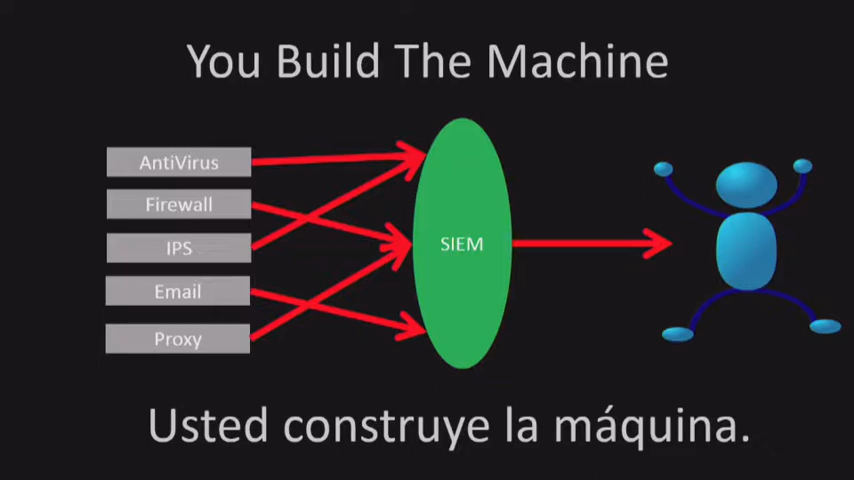 You Build The Machine
AntiVirus
Firewall
IPS
Email
Proxy
SIEM
Usted construye la máquina.